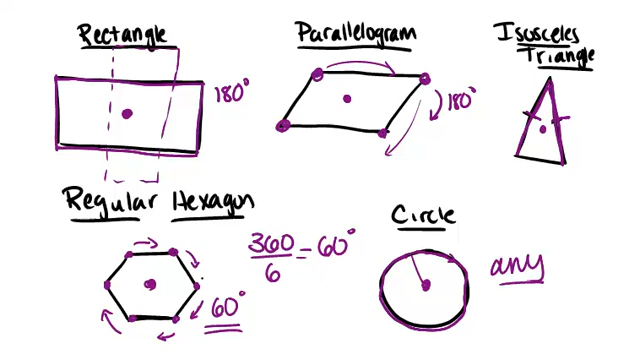 Rectangle
180°
Parallelogram
180°
Isosceles
Triangle
Regular Hexagon
360/6 = 60°
60°
Circle
any